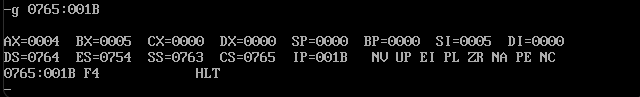 -g 0765:001B
AX=0004 BX=0005 CX=0000 DX=0000 SP=0000 BP=0000 SI=0005 DI=0000
DS=0764 ES=0754 SS=0763 CS=0765 IP=001B NV UP EI PL ZR NA PE NC
0765:001B F4 HLT
-